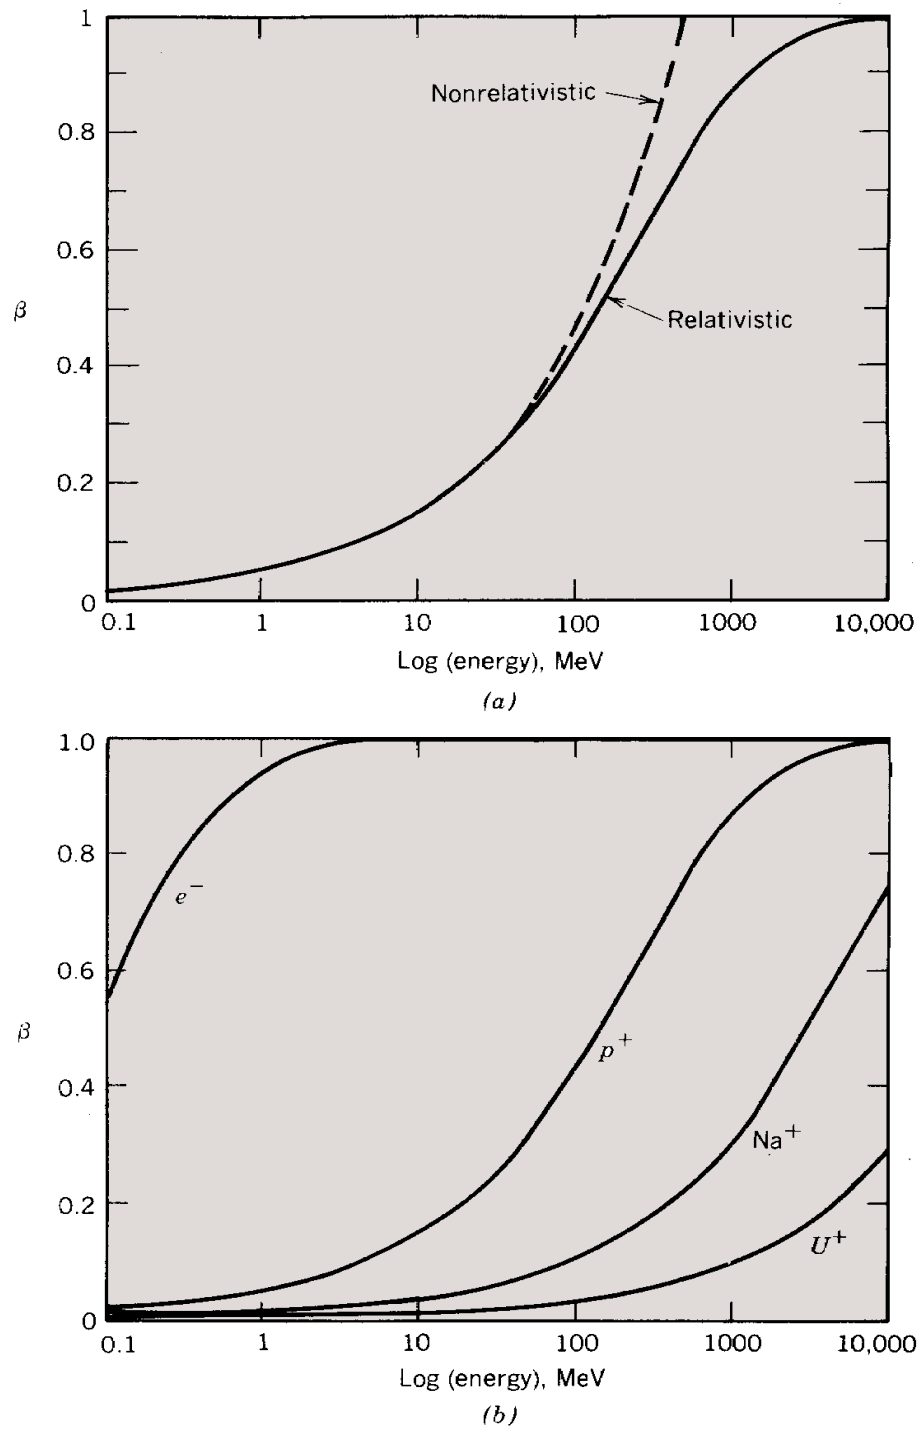 1
Nonrelativistic
0.8
0.6
β
Relativistic
0.4
0.2
0
0.1 1 10 100 1000 10,000
Log (energy), MeV
(a)
1.0
0.8
e⁻
0.6
β
p⁺
0.4
Na⁺
0.2
U⁺
0
0.1 1 10 100 1000 10,000
Log (energy), MeV
(b)